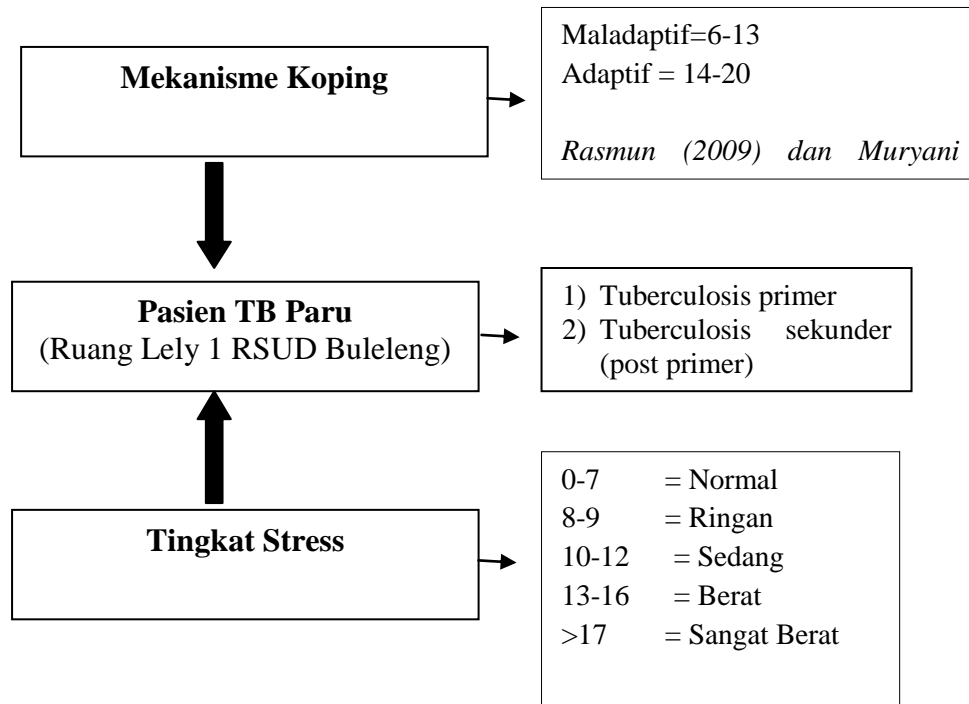 Mekanisme Koping
Maladaptif=6-13
Adaptif = 14-20
Rasmun (2009) dan Muryani
Pasien TB Paru
(Ruang Lely 1 RSUD Buleleng)
1) Tuberculosis primer
2) Tuberculosis sekunder
(post primer)
Tingkat Stress
0-7 = Normal
8-9 = Ringan
10-12 = Sedang
13-16 = Berat
>17 = Sangat Berat